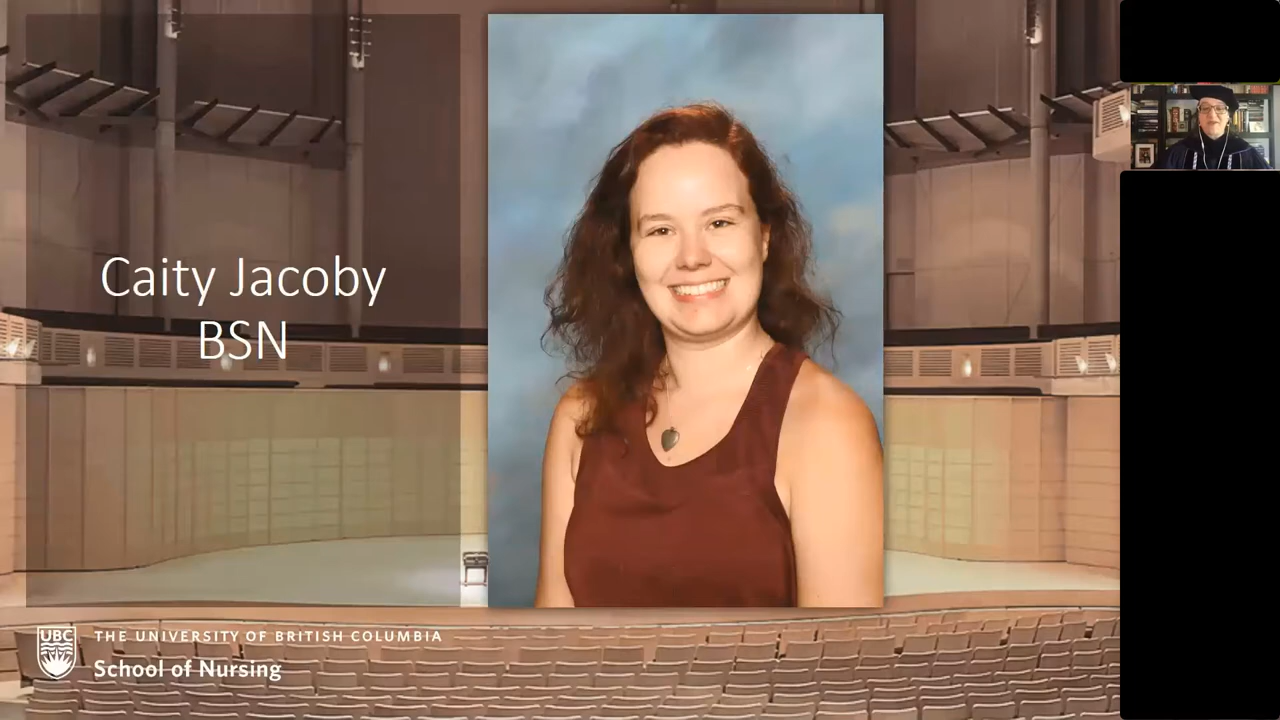 Caity Jacoby
BSN
UBC
THE UNIVERSITY OF BRITISH COLUMBIA
School of Nursing